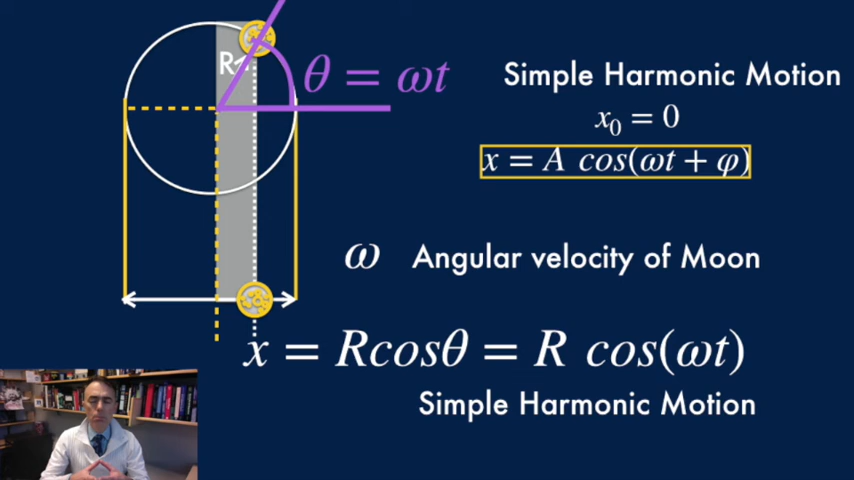 R
θ = ωt
Simple Harmonic Motion
x₀ = 0
x = A cos(ωt + φ)
ω Angular velocity of Moon
x = Rcosθ = R cos(ωt)
Simple Harmonic Motion